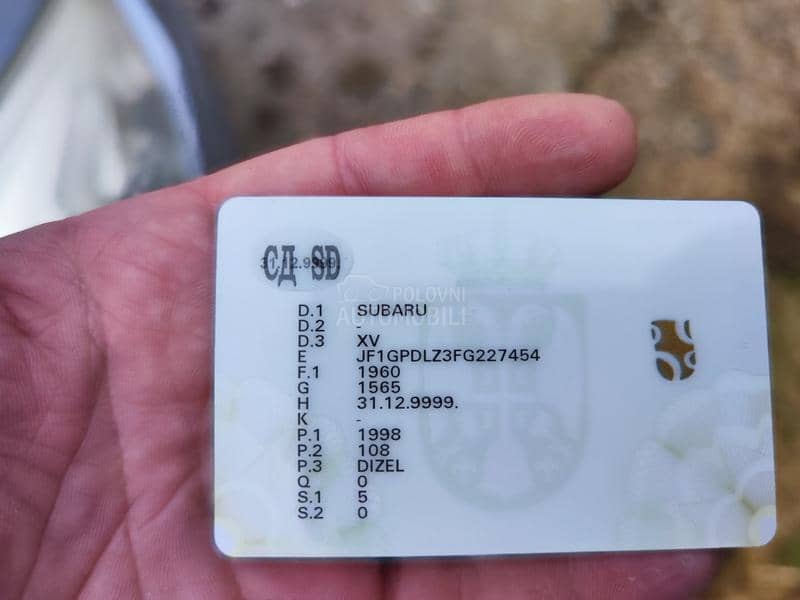 СД SD
31.12.9999.
POLOVNI
AUTOMOBILI
D.1 SUBARU
D.2 -
D.3 XV
E JF1GPDLZ3FG227454
F.1 1960
G 1565
H 31.12.9999.
K -
P.1 1998
P.2 108
P.3 DIZEL
Q 0
S.1 5
S.2 0